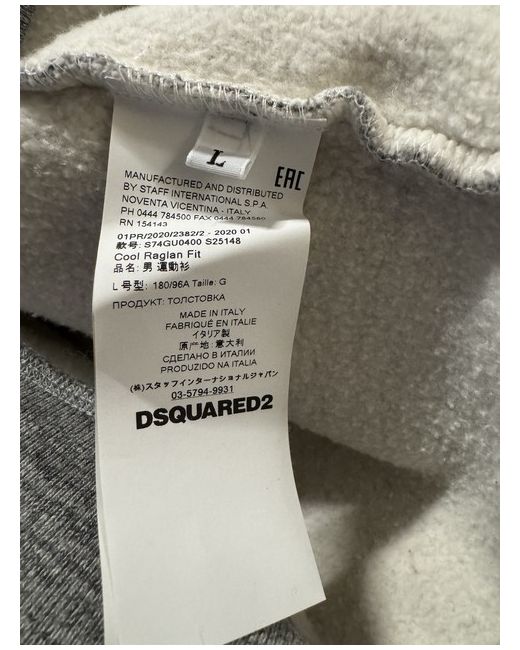 L
EAC
MANUFACTURED AND DISTRIBUTED
BY STAFF INTERNATIONAL S.P.A
NOVENTA VICENTINA - ITALY
PH 0444 784500 FAX 0444 784560
RN 154143
01PR/2020/2382/2 - 2020 01
款号: S74GU0400 S25148
Cool Raglan Fit
品名: 男 運動衫
L 号型: 180/96A Taille: G
ПРОДУКТ: ТОЛСТОВКА
MADE IN ITALY
FABRIQUÉ EN ITALIE
イタリア製
原产地: 意大利
СДЕЛАНО В ИТАЛИИ
PRODUZIDO NA ITALIA
(株)スタッフインターナショナルジャパン
03-5794-9931
DSQUARED2